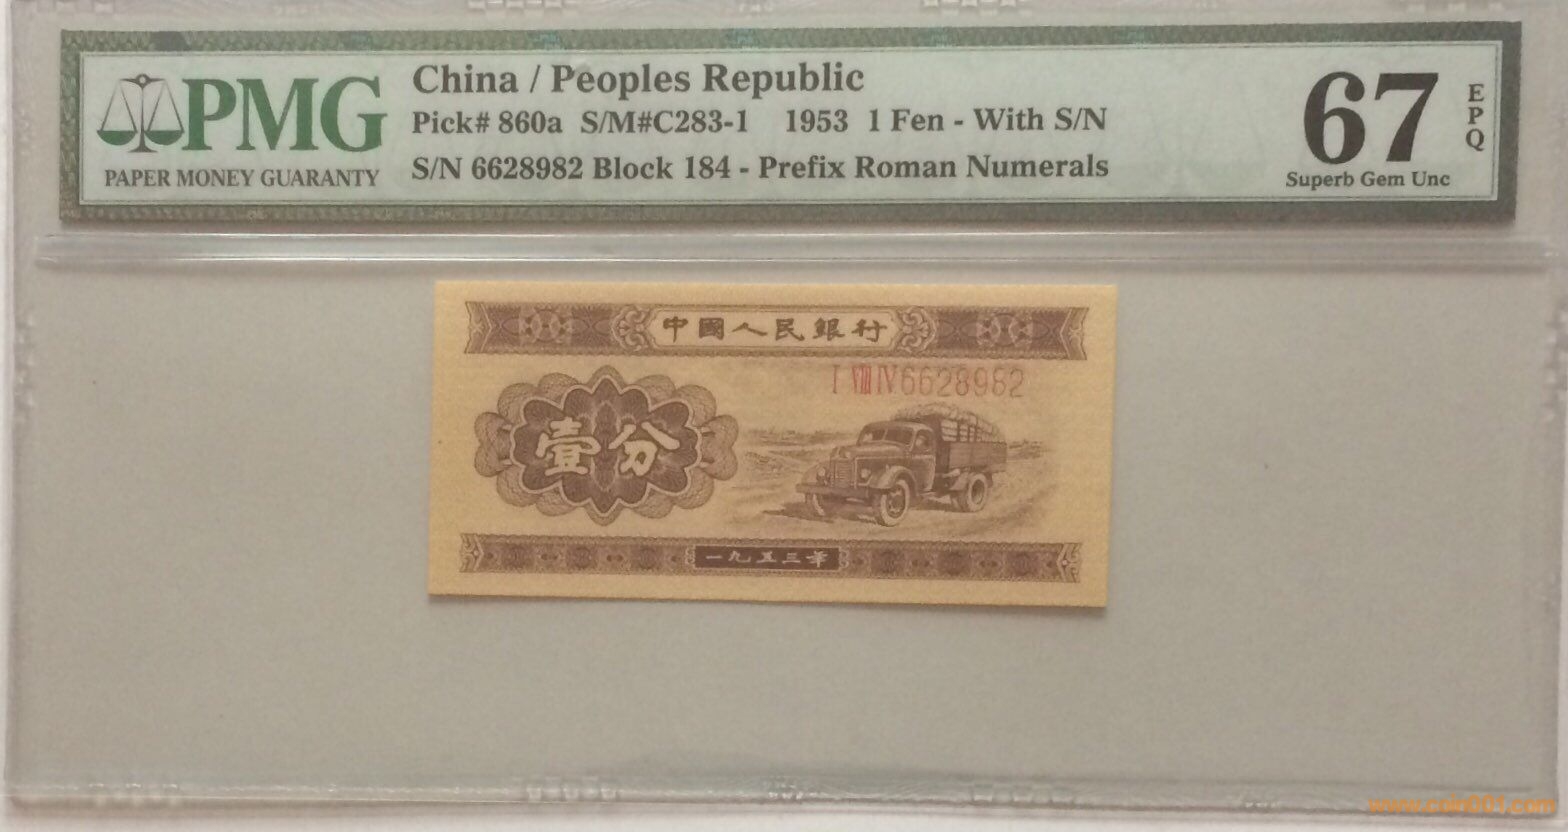 PMG
PAPER MONEY GUARANTY
China / Peoples Republic
Pick# 860a S/M#C283-1 1953 1 Fen - With S/N
S/N 6628982 Block 184 - Prefix Roman Numerals
67
EPQ
Superb Gem Unc
中國人民銀行
I VIII IV 6628982
壹分
一九五三年
www.coin001.com